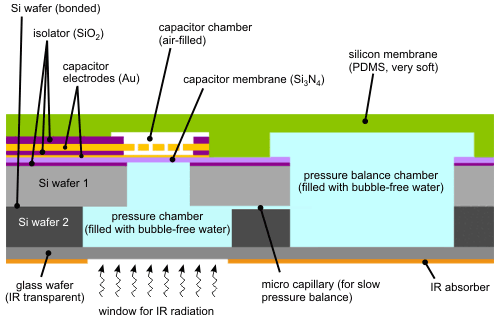 Si wafer (bonded)
isolator (SiO2)
capacitor
electrodes (Au)
capacitor chamber
(air-filled)
capacitor membrane (Si3N4)
silicon membrane
(PDMS, very soft)
Si wafer 1
Si wafer 2
pressure chamber
(filled with bubble-free water)
pressure balance chamber
(filled with bubble-free water)
glass wafer
(IR transparent)
window for IR radiation
micro capillary (for slow
pressure balance)
IR absorber